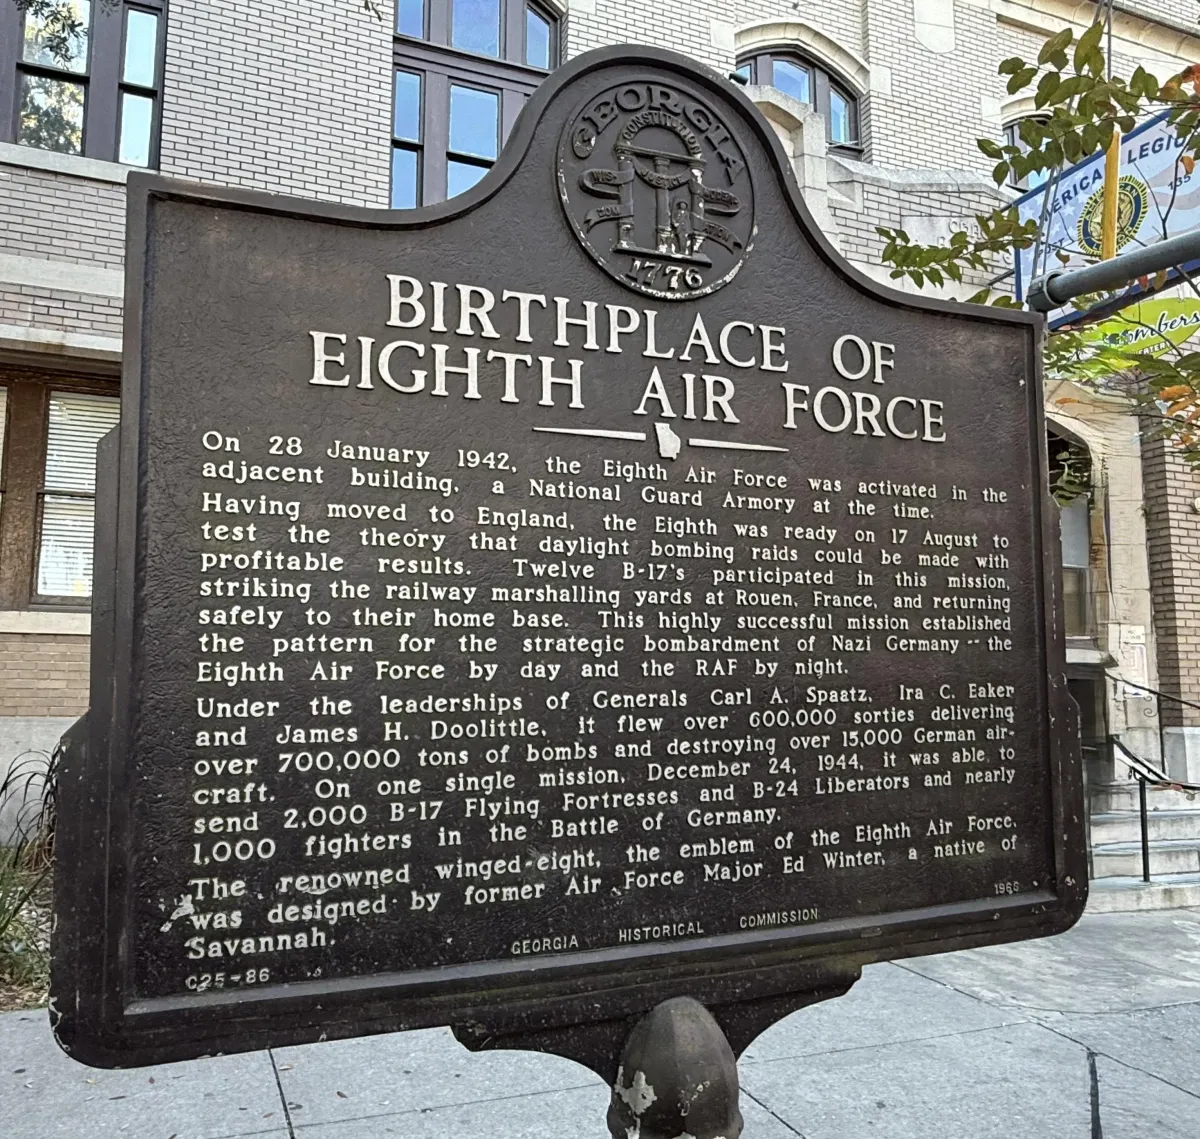 GEORGIA
CONSTITUTION
WIS- JUSTICE
1776
BIRTHPLACE OF
EIGHTH AIR FORCE
On 28 January 1942, the Eighth Air Force was activated in the
adjacent building, a National Guard Armory at the time.
Having moved to England, the Eighth was ready on 17 August to
test the theory that daylight bombing raids could be made with
profitable results. Twelve B-17's participated in this mission,
striking the railway marshalling yards at Rouen, France, and returning
safely to their home base. This highly successful mission established
the pattern for the strategic bombardment of Nazi Germany -- the
Eighth Air Force by day and the RAF by night.
Under the leaderships of Generals Carl A. Spaatz, Ira C. Eaker
and James H. Doolittle, it flew over 600,000 sorties delivering
over 700,000 tons of bombs and destroying over 15,000 German air-
craft. On one single mission, December 24, 1944, it was able to
send 2,000 B-17 Flying Fortresses and B-24 Liberators and nearly
1,000 fighters in the Battle of Germany.
The renowned winged-eight, the emblem of the Eighth Air Force,
was designed by former Air Force Major Ed Winter, a native of
Savannah.
C25-86 GEORGIA HISTORICAL COMMISSION
AMERICAN LEGIO
135